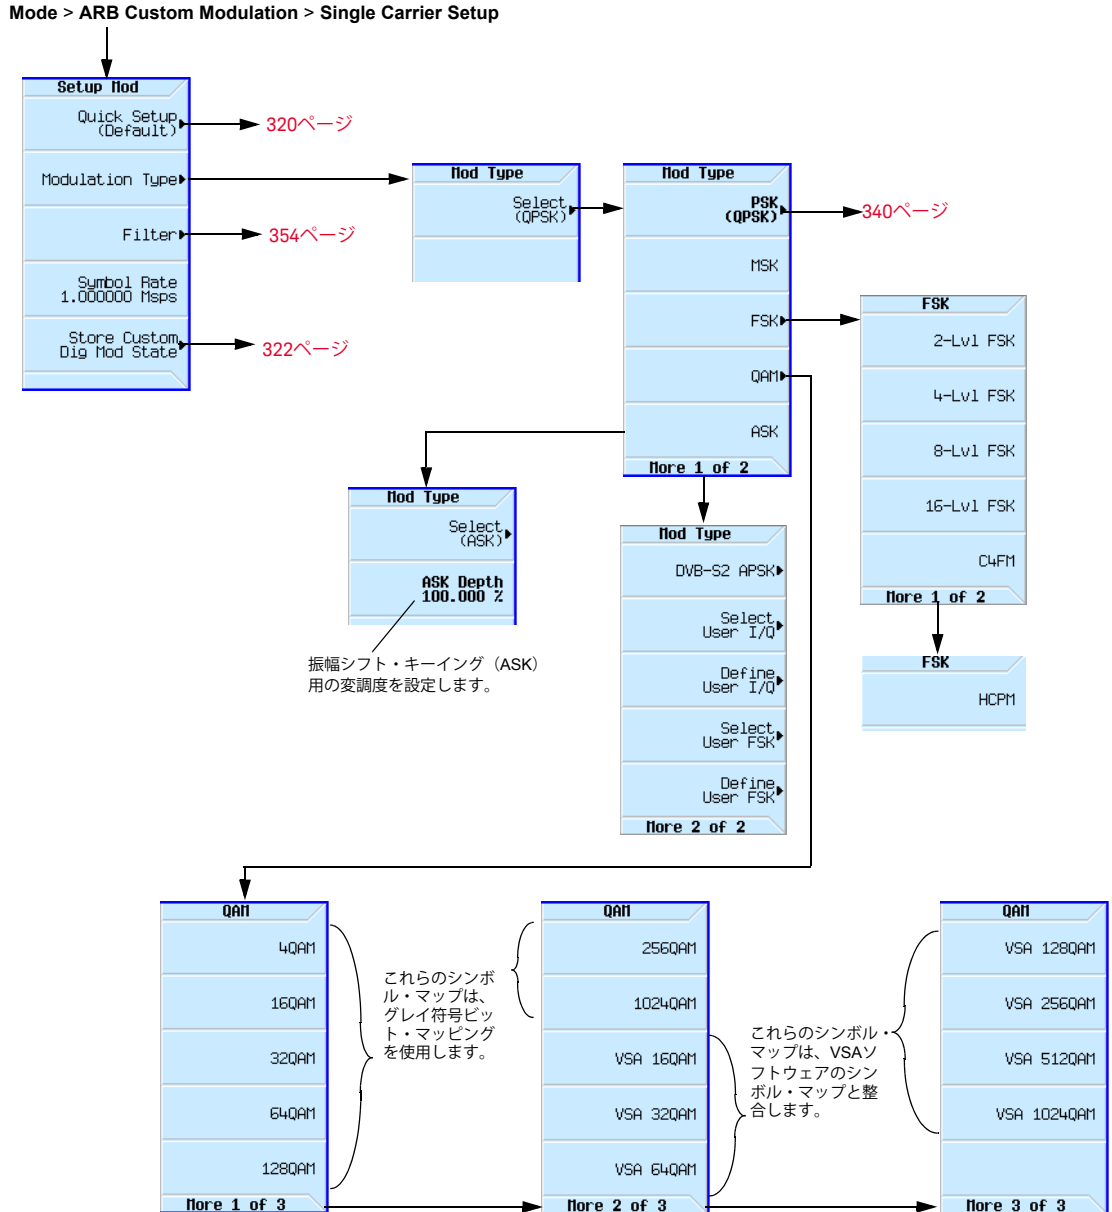 Mode > ARB Custom Modulation > Single Carrier Setup
Setup Mod
Quick Setup
(Default)
320ページ
Modulation Type
Filter
354ページ
Symbol Rate
1.000000 Msps
Store Custom
Dig Mod State
322ページ
Mod Type
Select
(QPSK)
Mod Type
PSK
(QPSK)
340ページ
MSK
FSK
QAM
ASK
More 1 of 2
FSK
2-Lvl FSK
4-Lvl FSK
8-Lvl FSK
16-Lvl FSK
C4FM
More 1 of 2
FSK
HCPM
Mod Type
Select
(ASK)
ASK Depth
100.000 %
振幅シフト・キーイング（ASK）
用の変調度を設定します。
Mod Type
DVB-S2 APSK
Select
User I/Q
Define
User I/Q
Select
User FSK
Define
User FSK
More 2 of 2
QAM
4QAM
16QAM
32QAM
64QAM
128QAM
More 1 of 3
これらのシンボ
ル・マップは、
グレイ符号ビッ
ト・マッピング
を使用します。
QAM
256QAM
1024QAM
VSA 16QAM
VSA 32QAM
VSA 64QAM
More 2 of 3
これらのシンボル・
マップは、VSAソ
フトウェアのシン
ボル・マップと整
合します。
QAM
VSA 128QAM
VSA 256QAM
VSA 512QAM
VSA 1024QAM
More 3 of 3